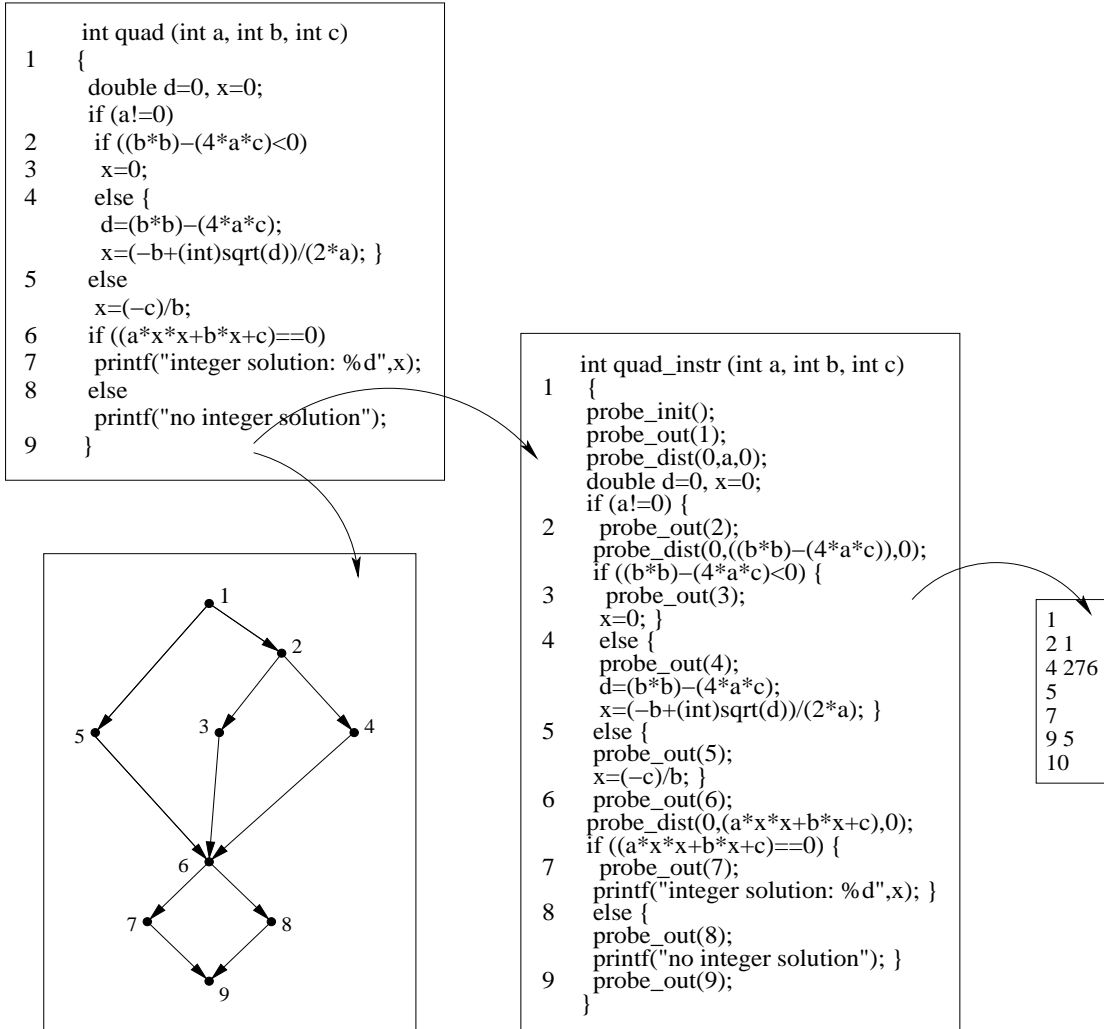 int quad (int a, int b, int c)
1 {
double d=0, x=0;
if (a!=0)
2 if ((b*b)−(4*a*c)<0)
3 x=0;
4 else {
d=(b*b)−(4*a*c);
x=(−b+(int)sqrt(d))/(2*a); }
5 else
x=(−c)/b;
6 if ((a*x*x+b*x+c)==0)
7 printf("integer solution: %d",x);
8 else
printf("no integer solution");
9 }
int quad_instr (int a, int b, int c)
1 {
probe_init();
probe_out(1);
probe_dist(0,a,0);
double d=0, x=0;
if (a!=0) {
2 probe_out(2);
probe_dist(0,((b*b)−(4*a*c)),0);
if ((b*b)−(4*a*c)<0) {
3 probe_out(3);
x=0; }
4 else {
probe_out(4);
d=(b*b)−(4*a*c);
x=(−b+(int)sqrt(d))/(2*a); }
5 else {
probe_out(5);
x=(−c)/b; }
6 probe_out(6);
probe_dist(0,(a*x*x+b*x+c),0);
if ((a*x*x+b*x+c)==0) {
7 probe_out(7);
printf("integer solution: %d",x); }
8 else {
probe_out(8);
printf("no integer solution"); }
9 probe_out(9);
}
1
2
3
4
5
6
7
8
9
1
2 1
4 276
5
7
9 5
10